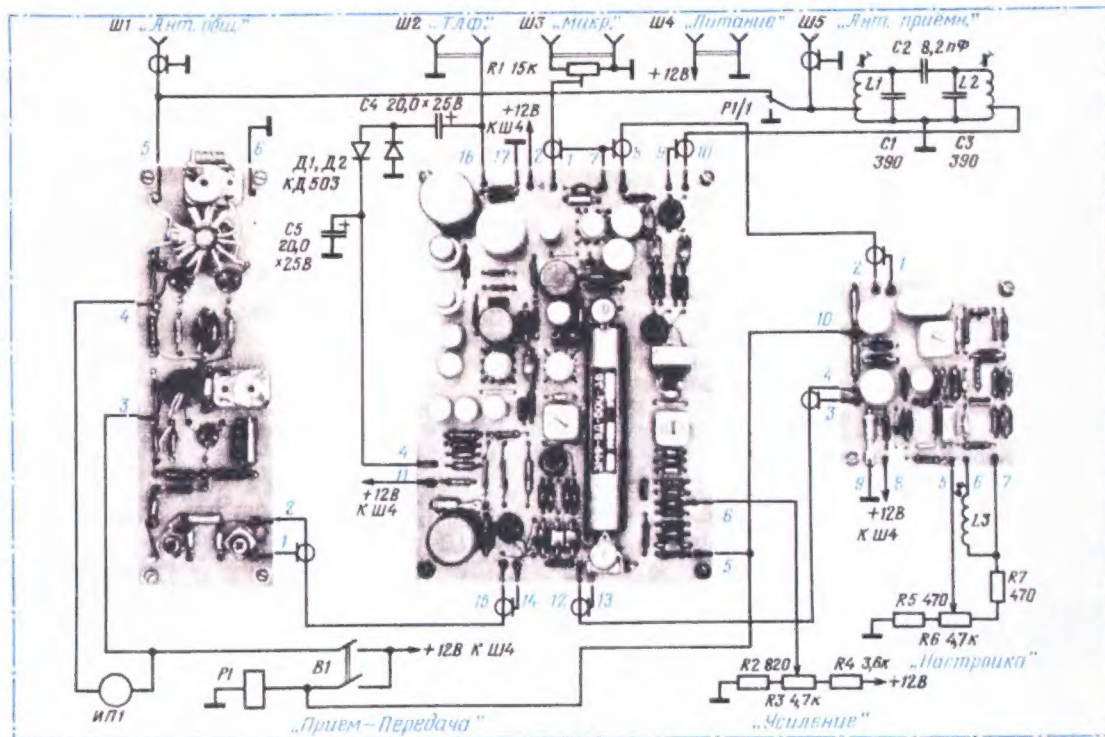 Ш1 „Ант. общ.”
Ш2 „ТЛФ.”
Ш3 „Микр.”
Ш4 „Питание”
Ш5 „Ант. приемн.”
R1 15к
+12В
С2 8,2пФ
L1
L2
С4 20,0×25В
+12В
К Ш4
Р1/1
С1
390
С3
390
5
6
16
17
2
1
7
8
9
10
Д1, Д2
КД503
С5
20,0
×25В
2
1
4
10
3
4
3
4
11
+12В
К Ш4
6
5
9
8
5
6
7
+12В
К Ш4
L3
2
1
15
14
12
13
R7
470
R5 470
R6 4,7к
„Настройка”
+12В К Ш4
Р1
В1
ИП1
R2 820
R4 3,6к
+12В
R3 4,7к
„Прием–Передача”
„Усиление”